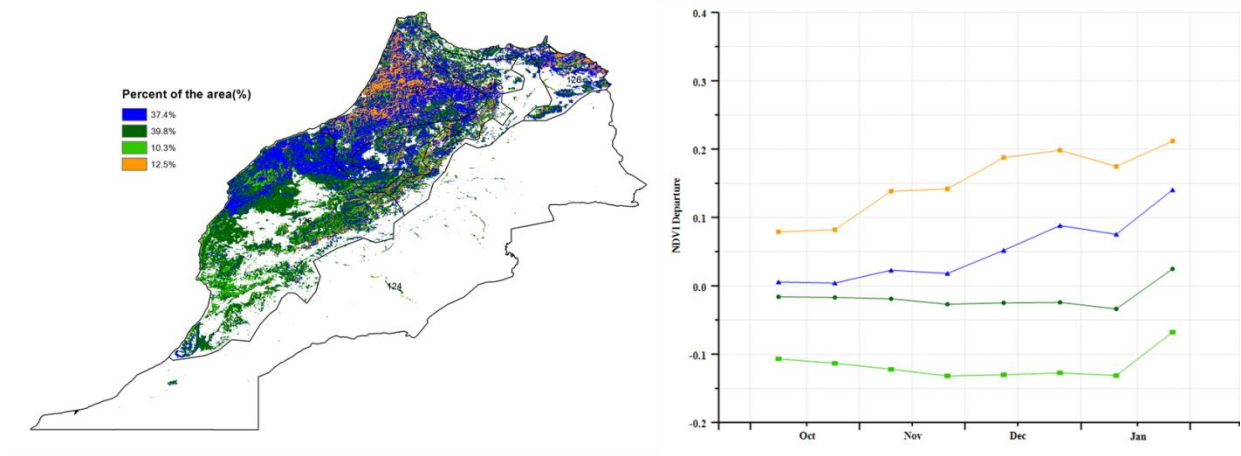 Percent of the area(%)
37.4%
39.8%
10.3%
12.5%
126
124
0.4
0.3
0.2
0.1
0.0
-0.1
-0.2
NDVI Departure
Oct
Nov
Dec
Jan